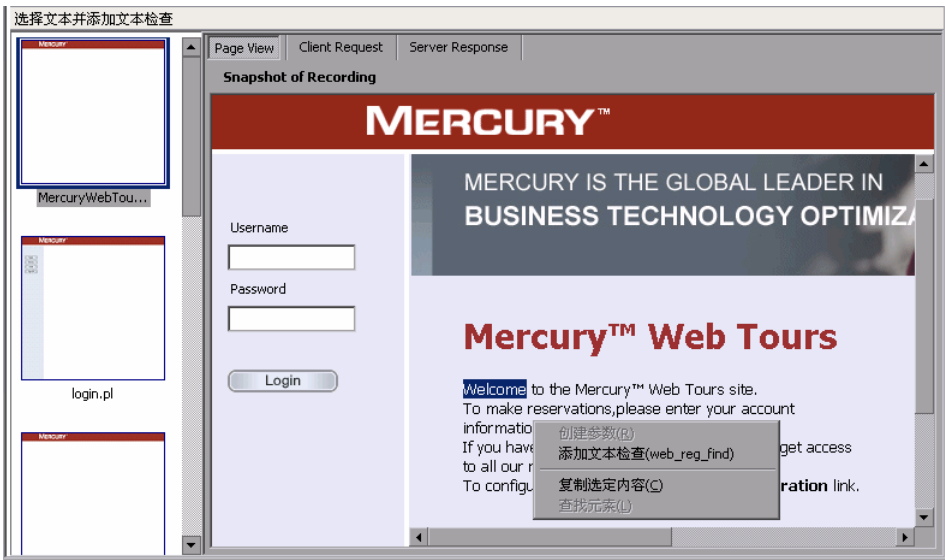 选择文本并添加文本检查
MERCURY
MercuryWebTou...
MERCURY
login.pl
MERCURY
Page View
Client Request
Server Response
Snapshot of Recording
MERCURY™
Username
Password
Login
MERCURY IS THE GLOBAL LEADER IN
BUSINESS TECHNOLOGY OPTIMIZA
Mercury™ Web Tours
Welcome to the Mercury™ Web Tours site.
To make reservations,please enter your account
informatio
If you have get access
to all our r
To configu ration link.
创建参数(R)
添加文本检查(web_reg_find)
复制选定内容(C)
查找元素(L)